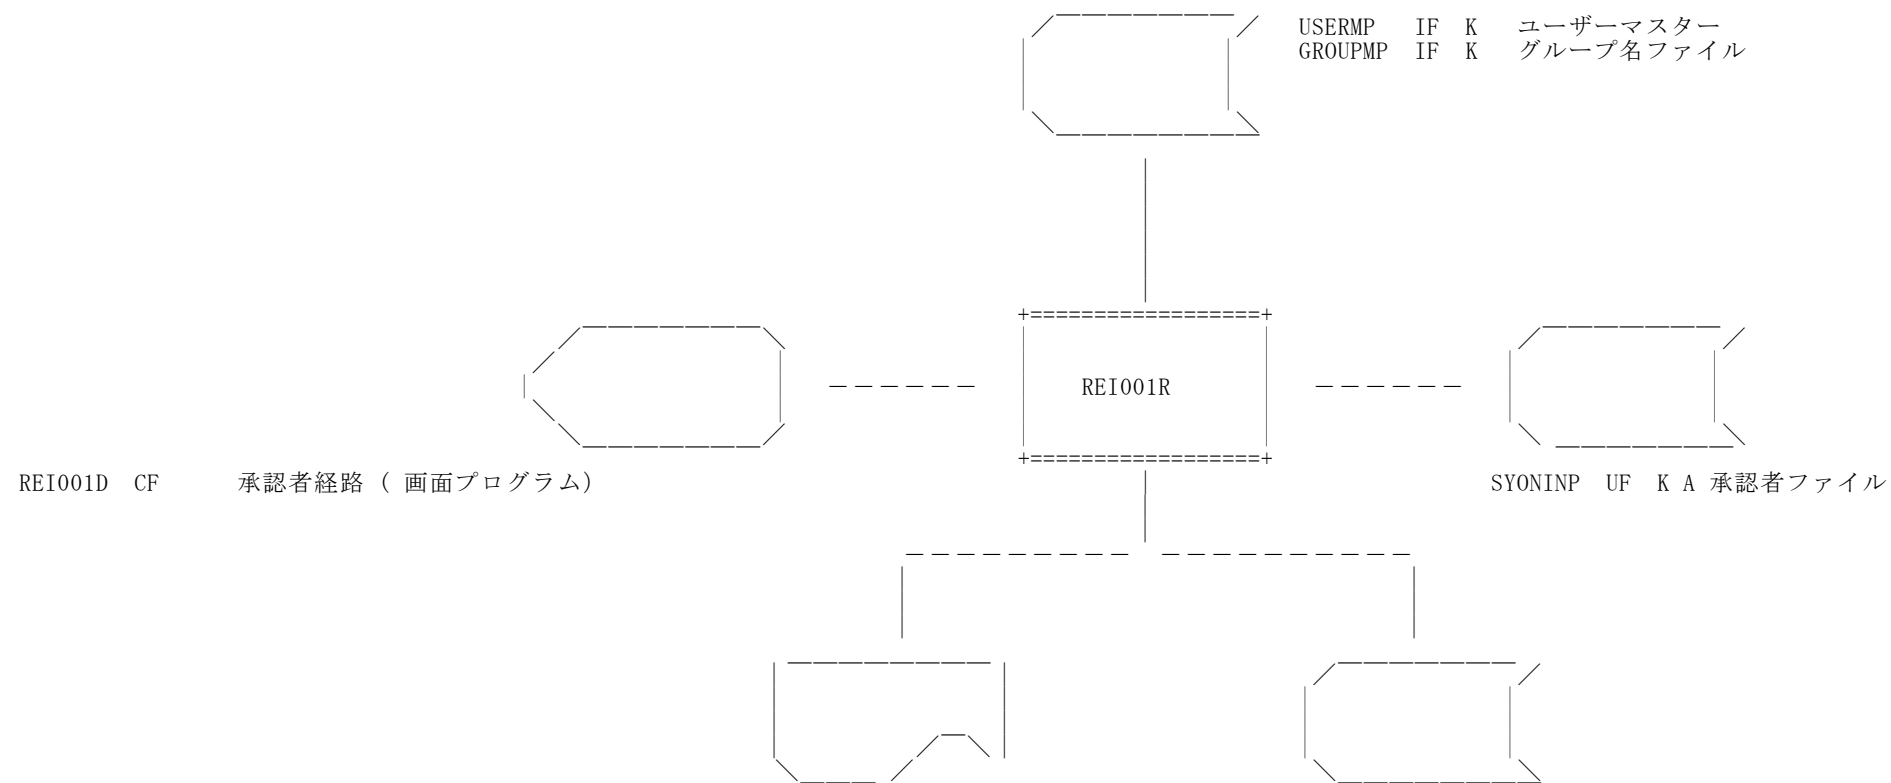 USERMP IF K ユーザーマスター
GROUPMP IF K グループ名ファイル
REI001R
REI001D CF 承認者経路 ( 画面プログラム)
SYONINP UF K A 承認者ファイル